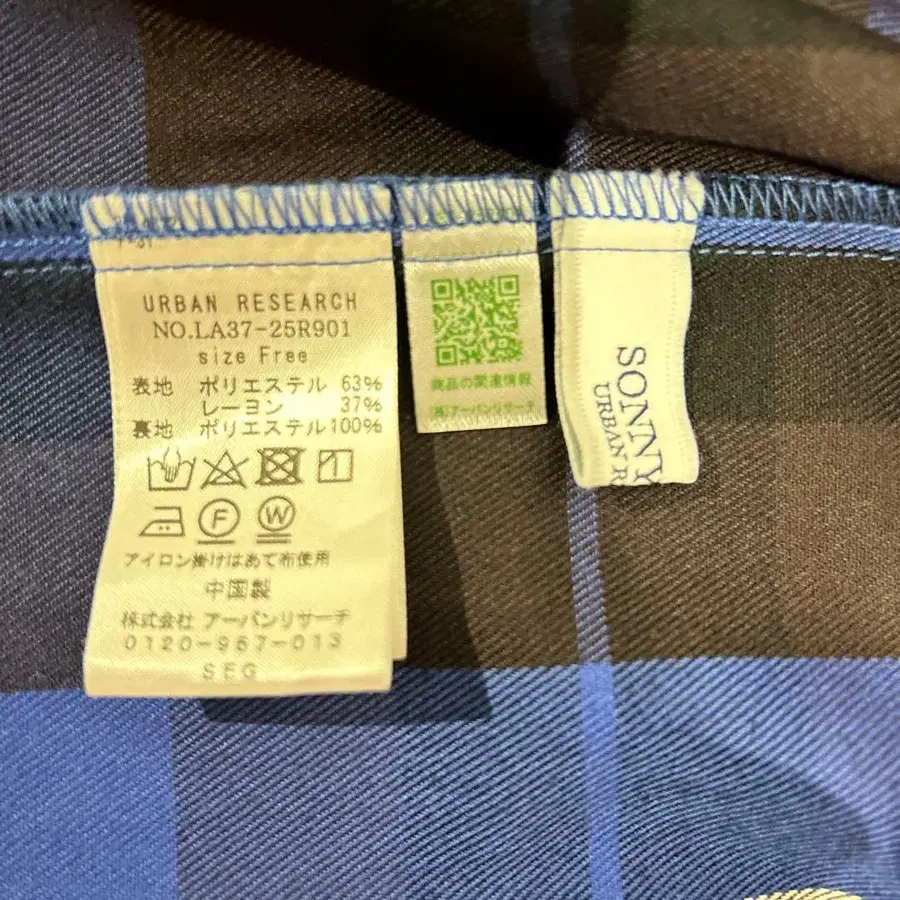 URBAN RESEARCH
NO.LA37-25R901
size Free
表地 ポリエステル 63%
レーヨン 37%
裏地 ポリエステル100%
F W
アイロン掛けはあて布使用
中国製
株式会社 アーバンリサーチ
0120-967-013
SEG
商品の関連情報
(株)アーバンリサーチ
SONNY
URBAN